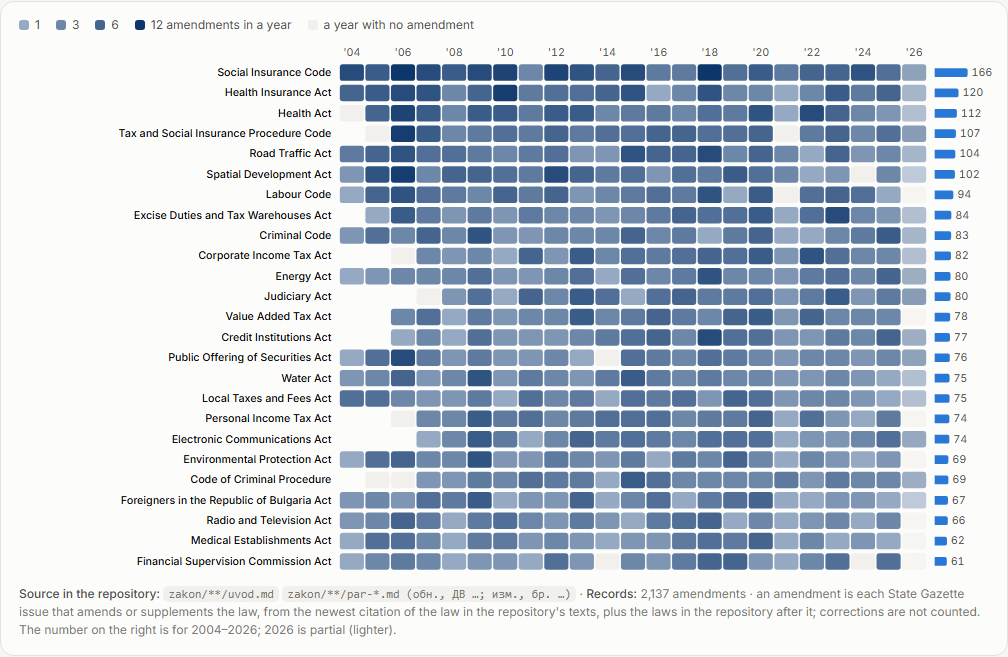 1 3 6 12 amendments in a year a year with no amendment
'04 '06 '08 '10 '12 '14 '16 '18 '20 '22 '24 '26
Social Insurance Code 166
Health Insurance Act 120
Health Act 112
Tax and Social Insurance Procedure Code 107
Road Traffic Act 104
Spatial Development Act 102
Labour Code 94
Excise Duties and Tax Warehouses Act 84
Criminal Code 83
Corporate Income Tax Act 82
Energy Act 80
Judiciary Act 80
Value Added Tax Act 78
Credit Institutions Act 77
Public Offering of Securities Act 76
Water Act 75
Local Taxes and Fees Act 75
Personal Income Tax Act 74
Electronic Communications Act 74
Environmental Protection Act 69
Code of Criminal Procedure 69
Foreigners in the Republic of Bulgaria Act 67
Radio and Television Act 66
Medical Establishments Act 62
Financial Supervision Commission Act 61
Source in the repository: zakon/**/uvod.md zakon/**/par-*.md (обн., ДВ …; изм., бр. …) · Records: 2,137 amendments · an amendment is each State Gazette
issue that amends or supplements the law, from the newest citation of the law in the repository's texts, plus the laws in the repository after it; corrections are not counted.
The number on the right is for 2004–2026; 2026 is partial (lighter).